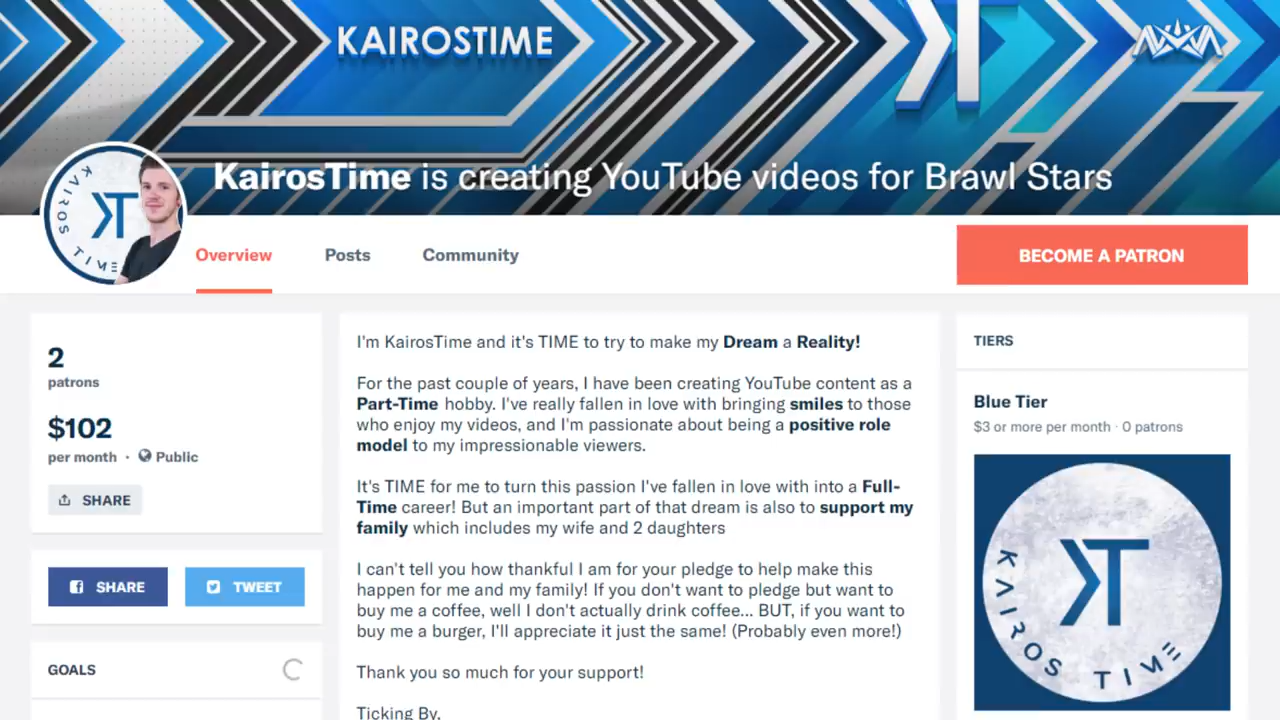 KAIROSTIME
KairosTime is creating YouTube videos for Brawl Stars
KAIROS TIME
KT
Overview
Posts
Community
BECOME A PATRON
2
patrons
$102
per month · Public
SHARE
SHARE
TWEET
GOALS
I'm KairosTime and it's TIME to try to make my Dream a Reality!
For the past couple of years, I have been creating YouTube content as a
Part-Time hobby. I've really fallen in love with bringing smiles to those
who enjoy my videos, and I'm passionate about being a positive role
model to my impressionable viewers.
It's TIME for me to turn this passion I've fallen in love with into a Full-
Time career! But an important part of that dream is also to support my
family which includes my wife and 2 daughters
I can't tell you how thankful I am for your pledge to help make this
happen for me and my family! If you don't want to pledge but want to
buy me a coffee, well I don't actually drink coffee... BUT, if you want to
buy me a burger, I'll appreciate it just the same! (Probably even more!)
Thank you so much for your support!
Ticking By,
TIERS
Blue Tier
$3 or more per month · 0 patrons
KT
KAIROS TIME